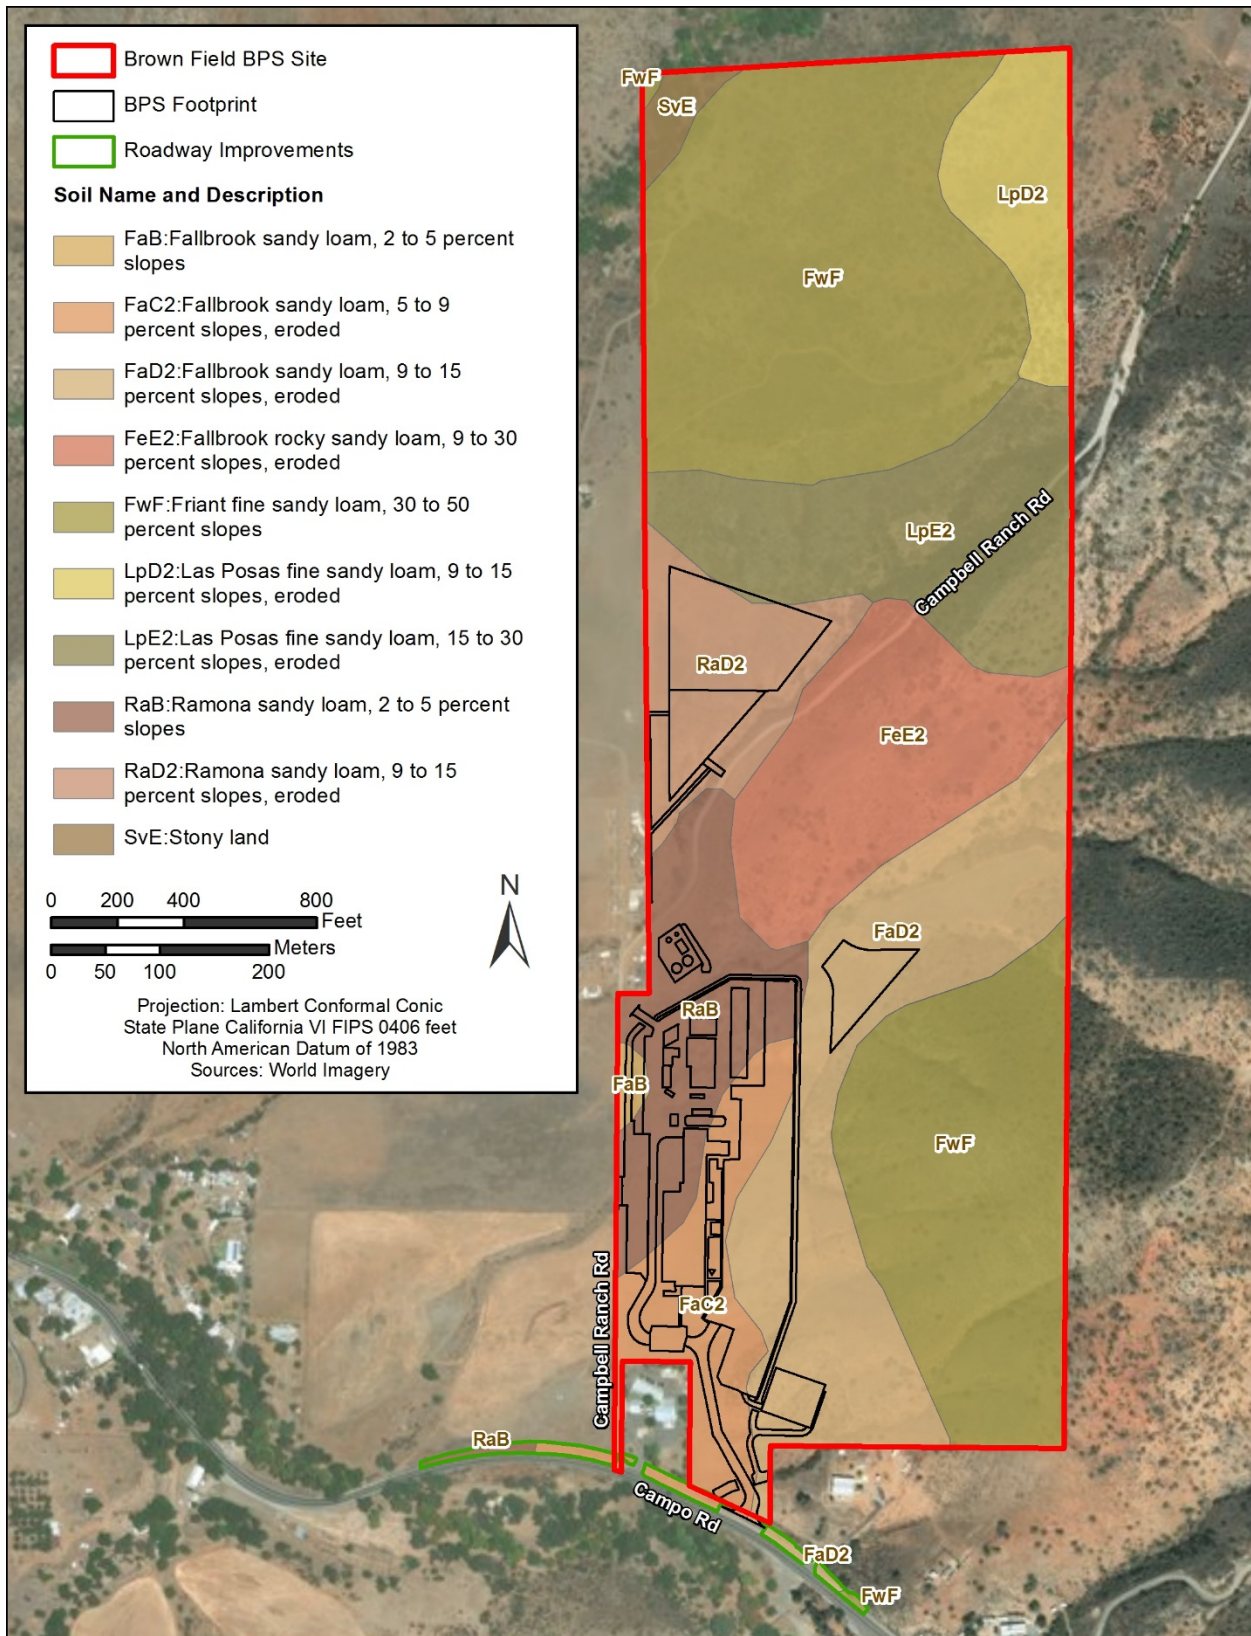 Brown Field BPS Site
BPS Footprint
Roadway Improvements
Soil Name and Description
FaB:Fallbrook sandy loam, 2 to 5 percent
slopes
FaC2:Fallbrook sandy loam, 5 to 9
percent slopes, eroded
FaD2:Fallbrook sandy loam, 9 to 15
percent slopes, eroded
FeE2:Fallbrook rocky sandy loam, 9 to 30
percent slopes, eroded
FwF:Friant fine sandy loam, 30 to 50
percent slopes
LpD2:Las Posas fine sandy loam, 9 to 15
percent slopes, eroded
LpE2:Las Posas fine sandy loam, 15 to 30
percent slopes, eroded
RaB:Ramona sandy loam, 2 to 5 percent
slopes
RaD2:Ramona sandy loam, 9 to 15
percent slopes, eroded
SvE:Stony land
0 200 400 800
Feet
Meters
0 50 100 200
N
Projection: Lambert Conformal Conic
State Plane California VI FIPS 0406 feet
North American Datum of 1983
Sources: World Imagery
FwF
SvE
LpD2
FwF
LpE2
Campbell Ranch Rd
RaD2
FeE2
FaD2
RaB
FaB
FwF
FaC2
Campbell Ranch Rd
RaB
Campo Rd
FaD2
FwF